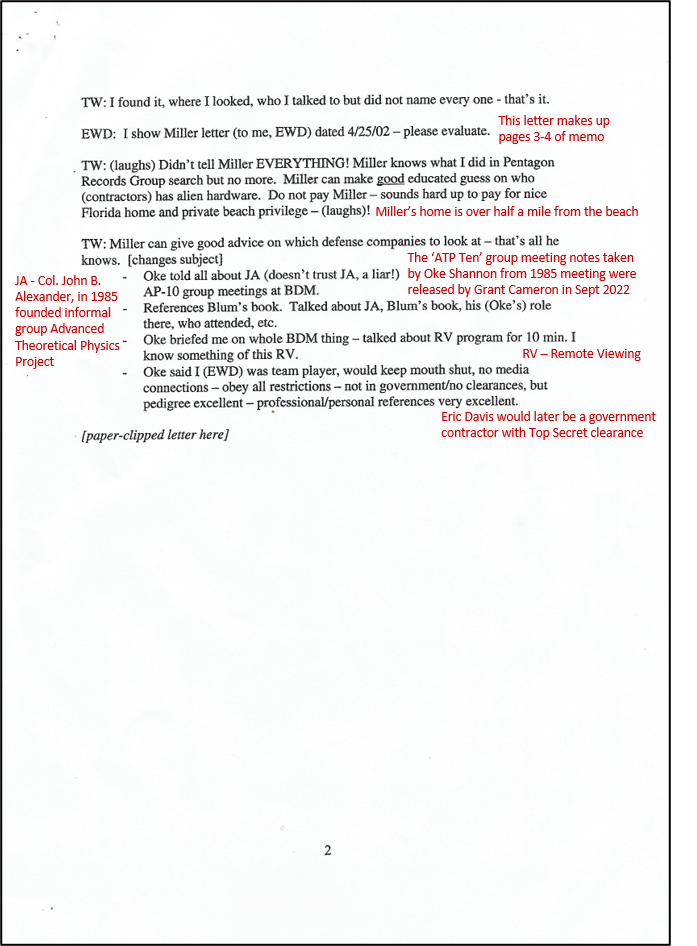 TW: I found it, where I looked, who I talked to but did not name every one - that's it.
This letter makes up
pages 3-4 of memo
EWD: I show Miller letter (to me, EWD) dated 4/25/02 – please evaluate.
TW: (laughs) Didn't tell Miller EVERYTHING! Miller knows what I did in Pentagon
Records Group search but no more. Miller can make good educated guess on who
(contractors) has alien hardware. Do not pay Miller – sounds hard up to pay for nice
Florida home and private beach privilege – (laughs)!
Miller's home is over half a mile from the beach
TW: Miller can give good advice on which defense companies to look at – that's all he
knows. [changes subject]
The 'ATP Ten' group meeting notes taken
by Oke Shannon from 1985 meeting were
released by Grant Cameron in Sept 2022
JA - Col. John B.
Alexander, in 1985
founded informal
group Advanced
Theoretical Physics
Project
- Oke told all about JA (doesn't trust JA, a liar!)
AP-10 group meetings at BDM.
- References Blum's book. Talked about JA, Blum's book, his (Oke's) role
there, who attended, etc.
- Oke briefed me on whole BDM thing – talked about RV program for 10 min. I
know something of this RV.
RV – Remote Viewing
- Oke said I (EWD) was team player, would keep mouth shut, no media
connections – obey all restrictions – not in government/no clearances, but
pedigree excellent – professional/personal references very excellent.
Eric Davis would later be a government
contractor with Top Secret clearance
[paper-clipped letter here]
2